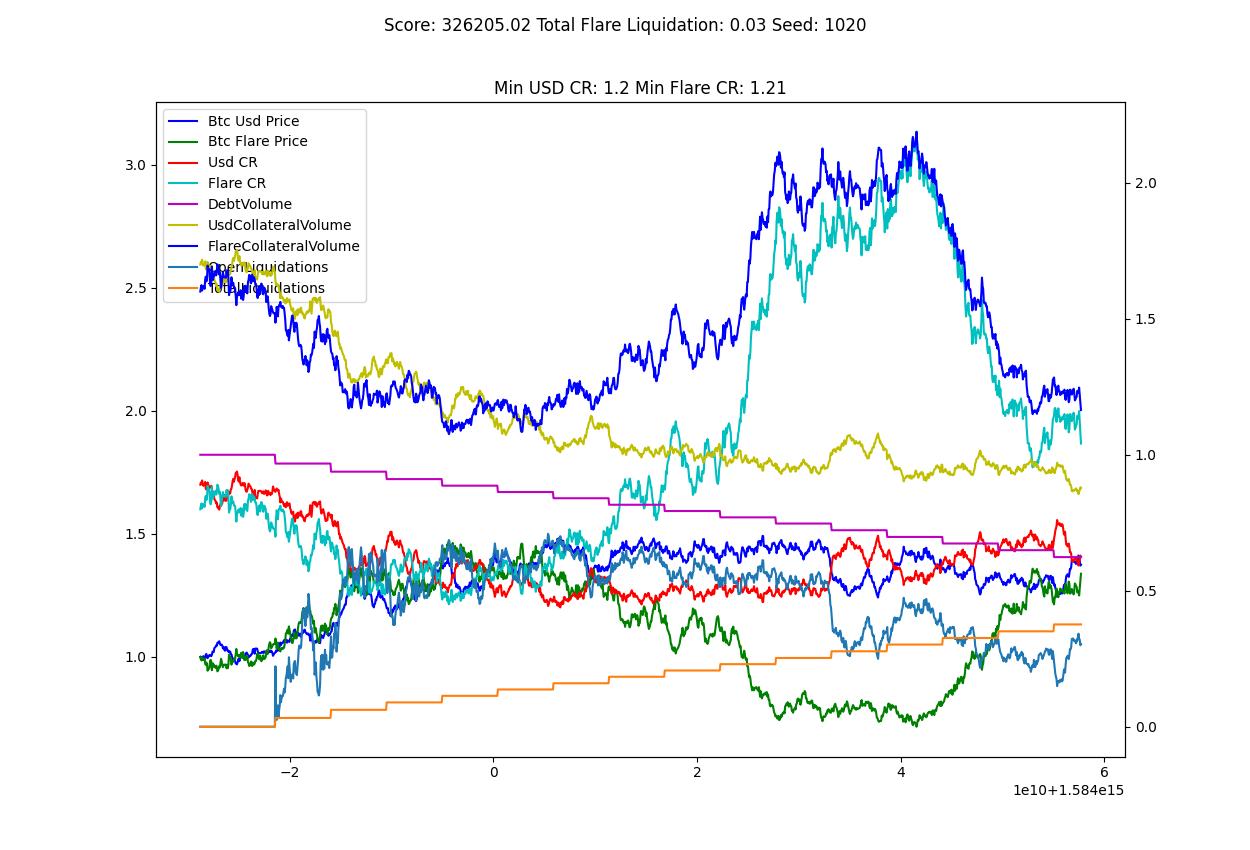 Score: 326205.02 Total Flare Liquidation: 0.03 Seed: 1020
Min USD CR: 1.2 Min Flare CR: 1.21
Btc Usd Price
Btc Flare Price
Usd CR
Flare CR
DebtVolume
UsdCollateralVolume
FlareCollateralVolume
OpenLiquidations
TotalLiquidations
3.0
2.5
2.0
1.5
1.0
2.0
1.5
1.0
0.5
0.0
−2
0
2
4
6
1e10+1.584e15